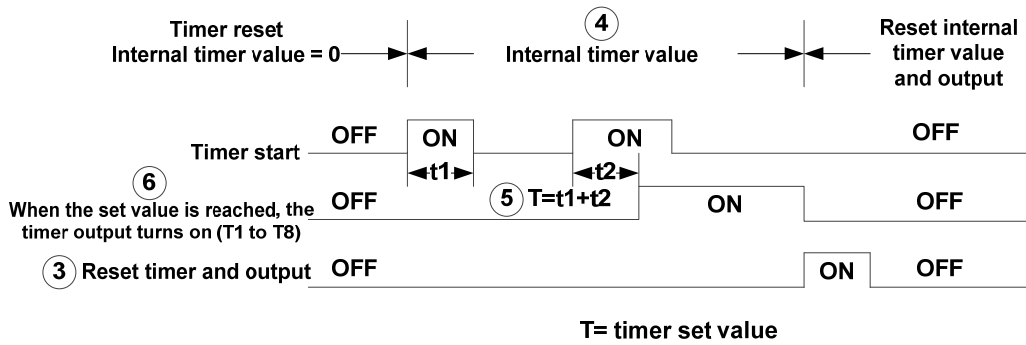 Timer reset
Internal timer value = 0
④
Internal timer value
Reset internal
timer value
and output
Timer start
OFF
ON
ON
OFF
t1
t2
⑥
When the set value is reached, the
timer output turns on (T1 to T8)
OFF
⑤ T=t1+t2
ON
OFF
③ Reset timer and output
OFF
ON
OFF
T= timer set value